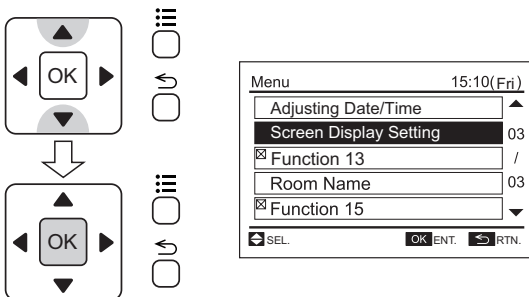 OK
OK
Menu 15:10(Fri)
Adjusting Date/Time
Screen Display Setting 03
Function 13 /
Room Name 03
Function 15
SEL. OK ENT. RTN.